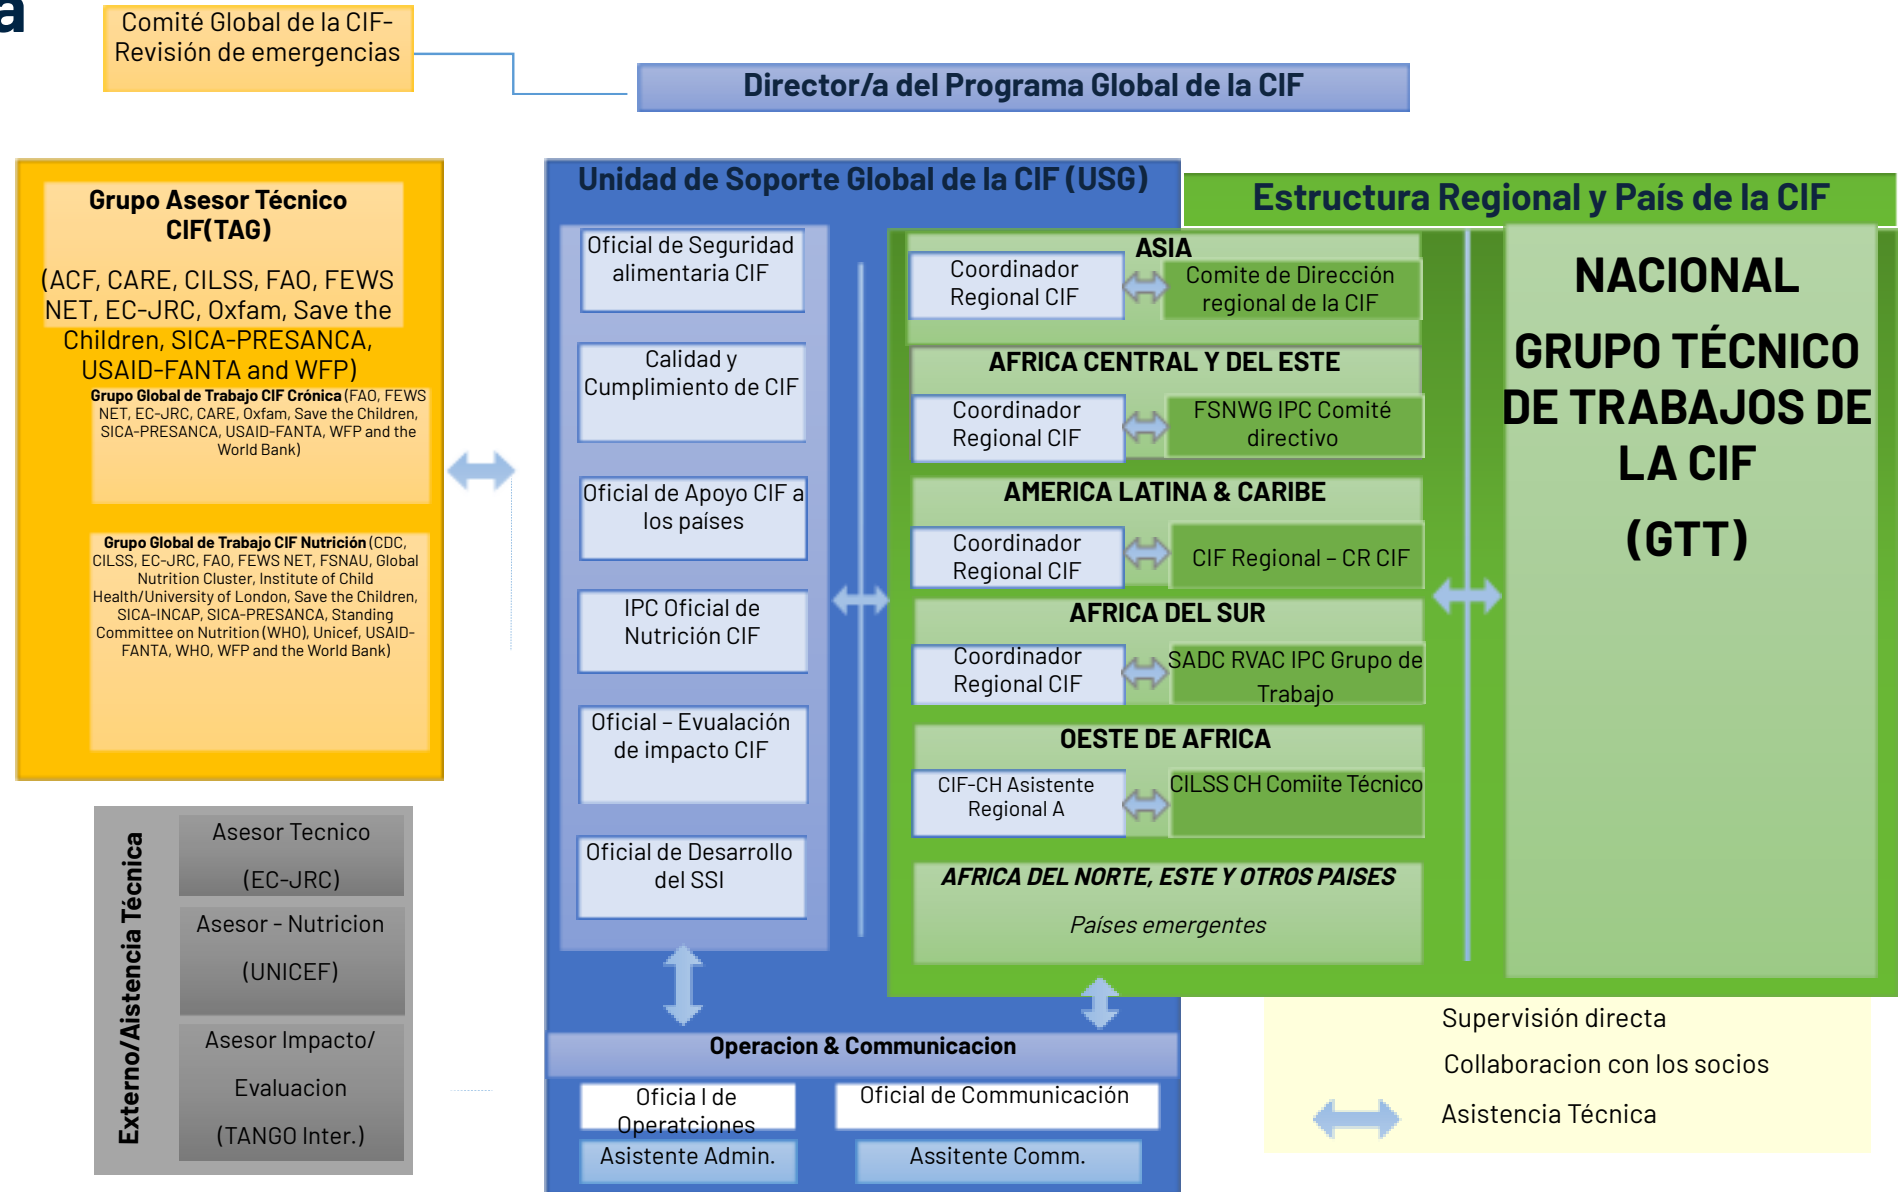 a
Comité Global de la CIF-
Revisión de emergencias
Director/a del Programa Global de la CIF
Grupo Asesor Técnico
CIF(TAG)
(ACF, CARE, CILSS, FAO, FEWS
NET, EC-JRC, Oxfam, Save the
Children, SICA-PRESANCA,
USAID-FANTA and WFP)
Grupo Global de Trabajo CIF Crónica (FAO, FEWS
NET, EC-JRC, CARE, Oxfam, Save the Children,
SICA-PRESANCA, USAID-FANTA, WFP and the
World Bank)
Grupo Global de Trabajo CIF Nutrición (CDC,
CILSS, EC-JRC, FAO, FEWS NET, FSNAU, Global
Nutrition Cluster, Institute of Child
Health/University of London, Save the Children,
SICA-INCAP, SICA-PRESANCA, Standing
Committee on Nutrition (WHO), Unicef, USAID-
FANTA, WHO, WFP and the World Bank)
Externo/Aistencia Técnica
Asesor Tecnico
(EC-JRC)
Asesor - Nutricion
(UNICEF)
Asesor Impacto/
Evaluacion
(TANGO Inter.)
Unidad de Soporte Global de la CIF (USG)
Oficial de Seguridad
alimentaria CIF
Calidad y
Cumplimiento de CIF
Oficial de Apoyo CIF a
los países
IPC Oficial de
Nutrición CIF
Oficial – Evualación
de impacto CIF
Oficial de Desarrollo
del SSI
Operacion & Communicacion
Oficia l de
Operatciones
Oficial de Communicación
Asistente Admin.
Assitente Comm.
Estructura Regional y País de la CIF
ASIA
Coordinador
Regional CIF
Comite de Dirección
regional de la CIF
AFRICA CENTRAL Y DEL ESTE
Coordinador
Regional CIF
FSNWG IPC Comité
directivo
AMERICA LATINA & CARIBE
Coordinador
Regional CIF
CIF Regional – CR CIF
AFRICA DEL SUR
Coordinador
Regional CIF
SADC RVAC IPC Grupo de
Trabajo
OESTE DE AFRICA
CIF-CH Asistente
Regional A
CILSS CH Comiite Técnico
AFRICA DEL NORTE, ESTE Y OTROS PAISES
Países emergentes
NACIONAL
GRUPO TÉCNICO
DE TRABAJOS DE
LA CIF
(GTT)
Supervisión directa
Collaboracion con los socios
Asistencia Técnica